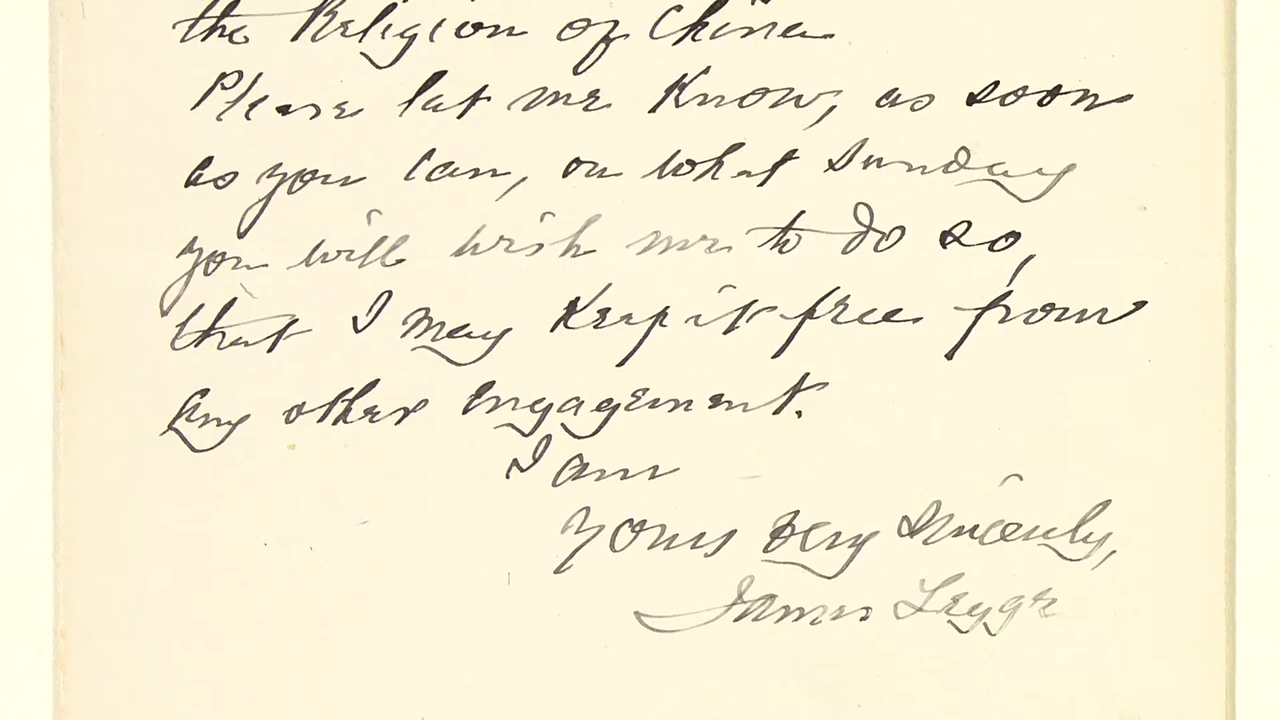 the Religion of China
Please let me know, as soon
as you can, on what Sunday
you will wish me to do so,
that I may keep it free from
any other engagement.
I am
Yours very sincerely,
James Legge